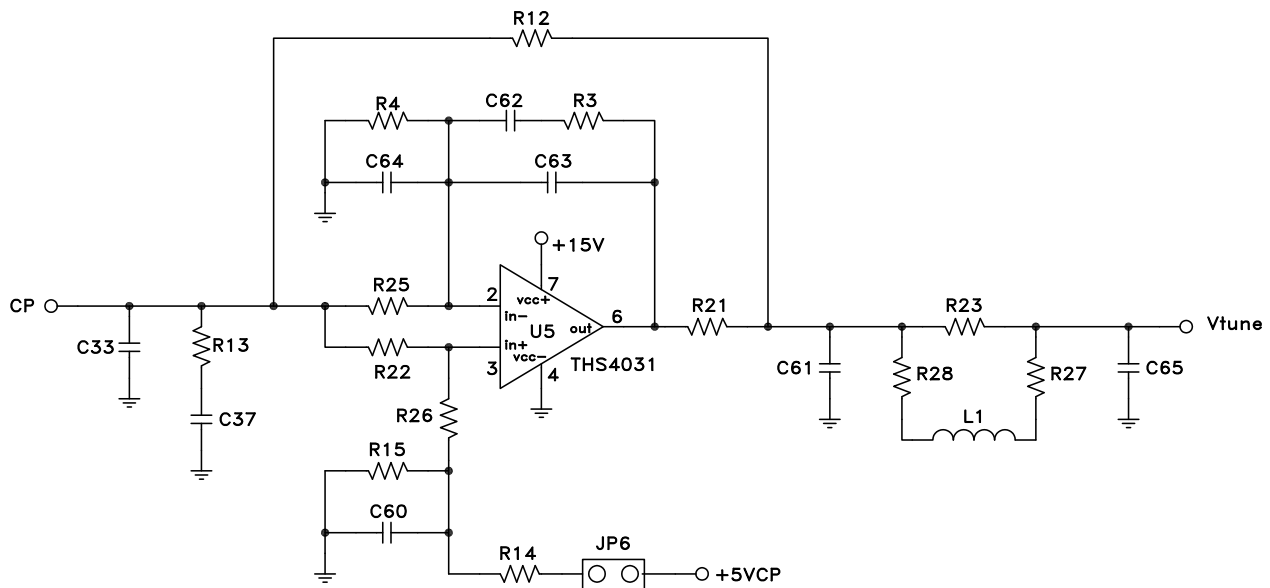 R12
R4
C62
R3
C64
C63
+15V
7
CP
R25
2
vcc+
in-
U5
out
6
R21
R23
Vtune
C33
R13
R22
in+
vcc-
3
4
THS4031
C61
R28
R27
C65
C37
R26
L1
R15
C60
R14
JP6
+5VCP